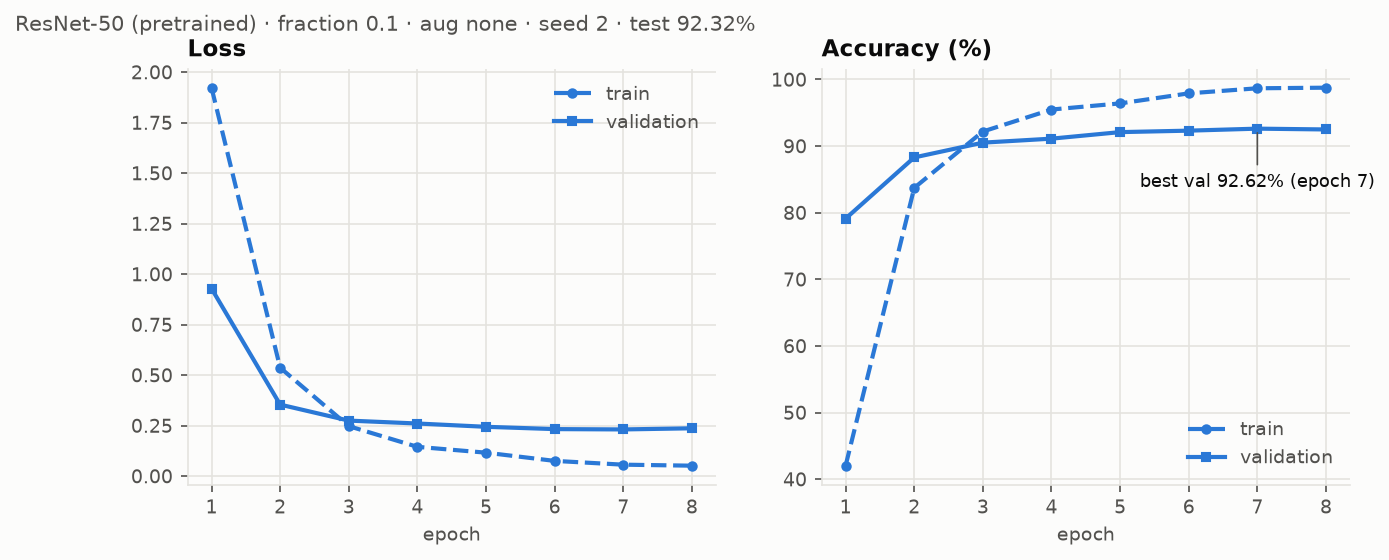 ResNet-50 (pretrained) · fraction 0.1 · aug none · seed 2 · test 92.32%
Loss
2.00
1.75
1.50
1.25
1.00
0.75
0.50
0.25
0.00
1 2 3 4 5 6 7 8
epoch
train
validation
Accuracy (%)
100
90
80
70
60
50
40
1 2 3 4 5 6 7 8
epoch
best val 92.62% (epoch 7)
train
validation